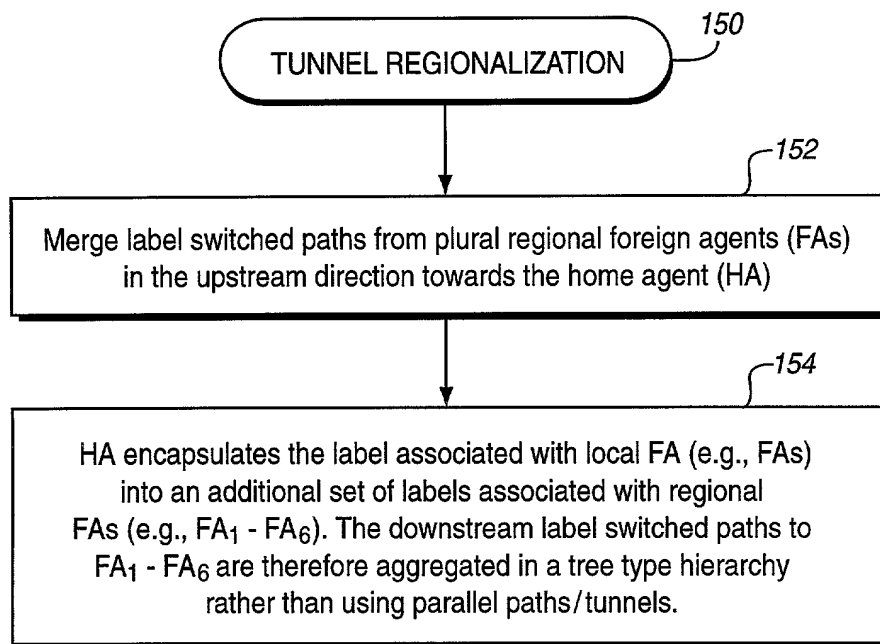 150
TUNNEL REGIONALIZATION
152
Merge label switched paths from plural regional foreign agents (FAs)
in the upstream direction towards the home agent (HA)
154
HA encapsulates the label associated with local FA (e.g., FAs)
into an additional set of labels associated with regional
FAs (e.g., FA₁ - FA₆). The downstream label switched paths to
FA₁ - FA₆ are therefore aggregated in a tree type hierarchy
rather than using parallel paths/tunnels.